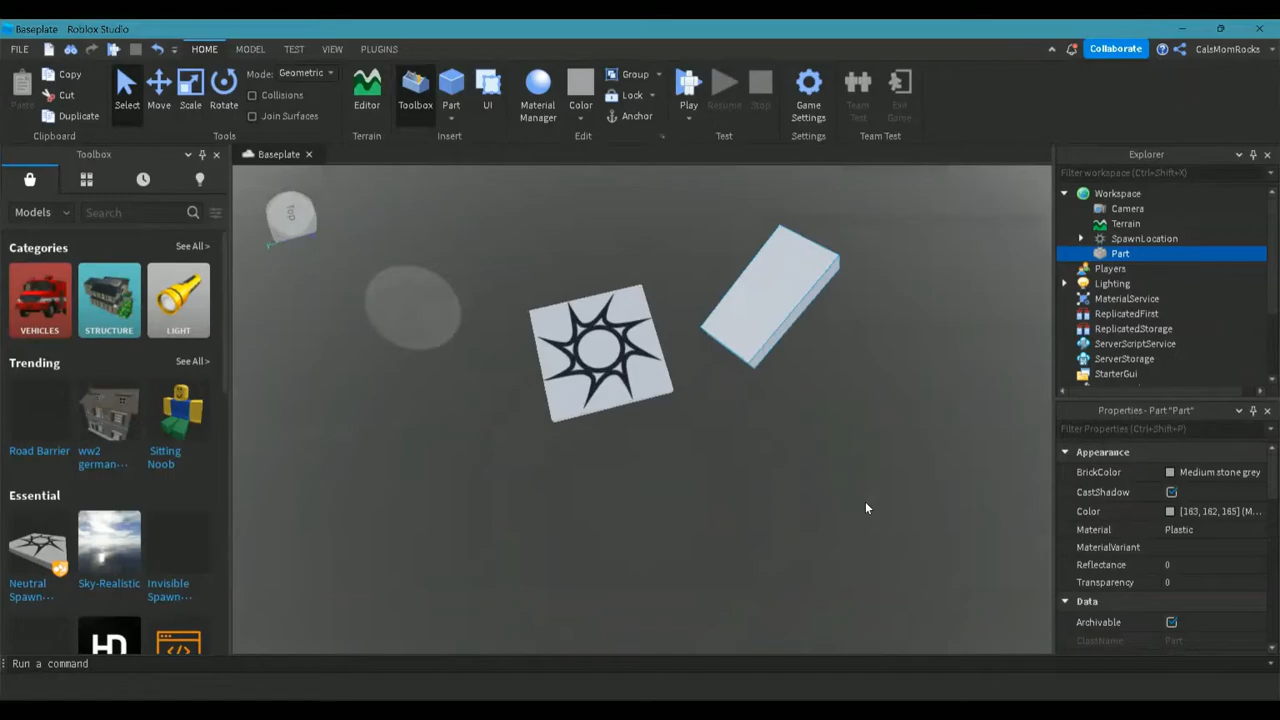 Baseplate Roblox Studio
FILE HOME MODEL TEST VIEW PLUGINS Collaborate CalsMomRocks
Paste Copy Cut Duplicate Clipboard
Select Move Scale Rotate Mode: Geometric Collisions Join Surfaces Tools
Editor Terrain
Toolbox Part UI Insert
Material Manager Color Group Lock Anchor Edit
Play Resume Stop Test
Game Settings Settings
Team Test Exit Game Team Test
Toolbox
Models Search
Categories See All >
VEHICLES STRUCTURE LIGHT
Trending See All >
Road Barrier ww2 german-·· Sitting Noob
Essential See All >
HD
Neutral Spawn-·· Sky-Realistic Invisible Spawn-··
Baseplate
Top
Explorer
Filter workspace (Ctrl+Shift+X)
Workspace
Camera
Terrain
SpawnLocation
Part
Players
Lighting
MaterialService
ReplicatedFirst
ReplicatedStorage
ServerScriptService
ServerStorage
StarterGui
Properties - Part "Part"
Filter Properties (Ctrl+Shift+P)
Appearance
BrickColor Medium stone grey
CastShadow
Color [163, 162, 165] (M...
Material Plastic
MaterialVariant
Reflectance 0
Transparency 0
Data
Archivable
ClassName Part
Run a command